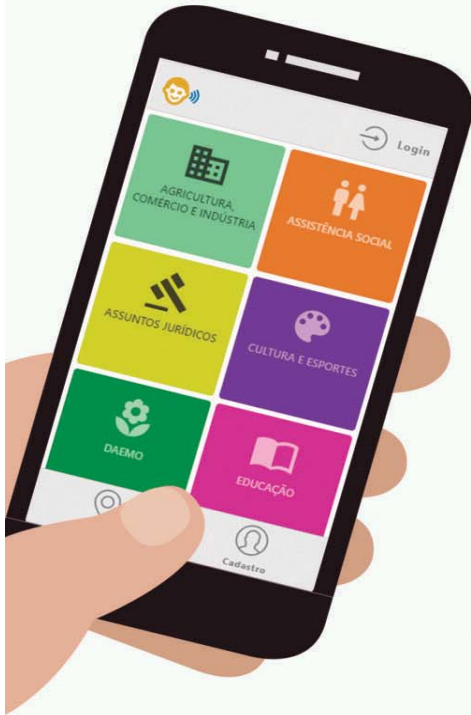 Login
AGRICULTURA,
COMÉRCIO E INDÚSTRIA
ASSISTÊNCIA SOCIAL
ASSUNTOS JURÍDICOS
CULTURA E ESPORTES
DAEMO
EDUCAÇÃO
Cadastro